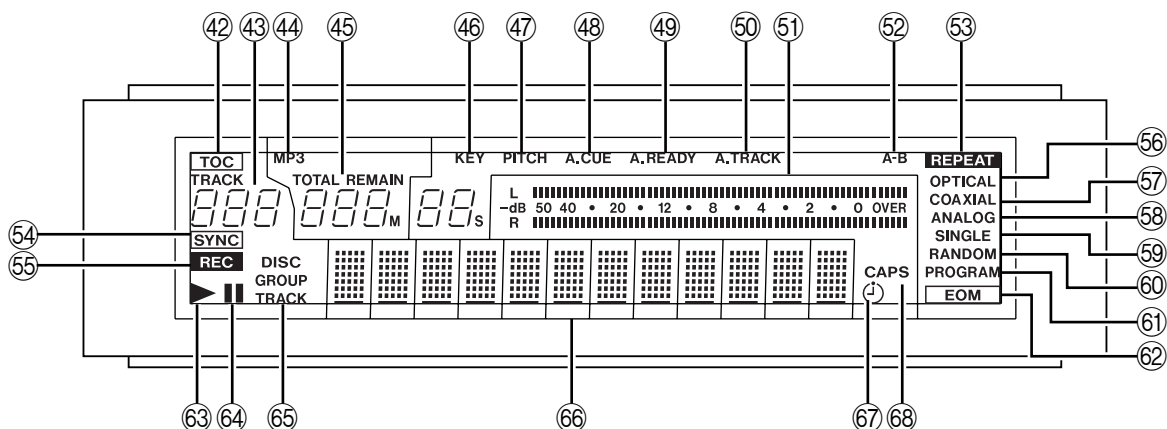 ㊷ ㊸ ㊹ ㊺ ㊻ ㊼ ㊽ ㊾ ㊿ 51 52 53
TOC MP3 KEY PITCH A.CUE A.READY A.TRACK A-B REPEAT
TRACK TOTAL REMAIN
888 888 M 88 S
L
-dB 50 40 • 20 • 12 • 8 • 4 • 2 • 0 OVER
R
OPTICAL 56
COAXIAL 57
ANALOG 58
SINGLE 59
RANDOM 60
PROGRAM 61
EOM 62
54 SYNC
55 REC
DISC
GROUP
TRACK
CAPS
63 64 65 66 67 68